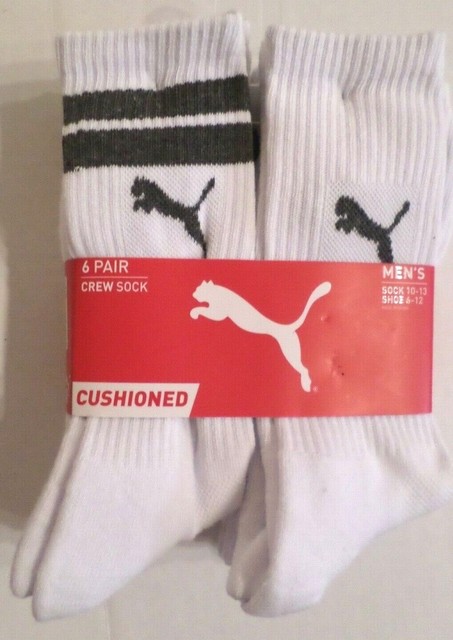 6 PAIR
CREW SOCK
MEN'S
SOCK 10-13
SHOE 6-12
CUSHIONED